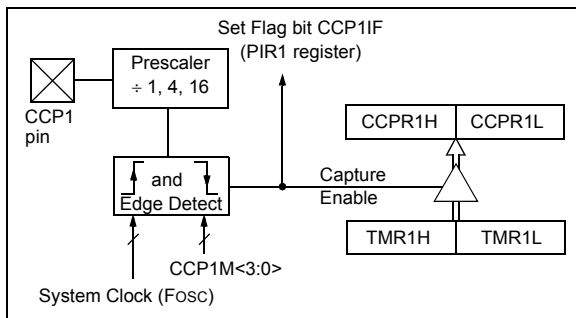 Set Flag bit CCP1IF
(PIR1 register)
Prescaler
÷ 1, 4, 16
CCP1
pin
CCPR1H
CCPR1L
and
Edge Detect
Capture
Enable
TMR1H
TMR1L
CCP1M<3:0>
System Clock (FOSC)